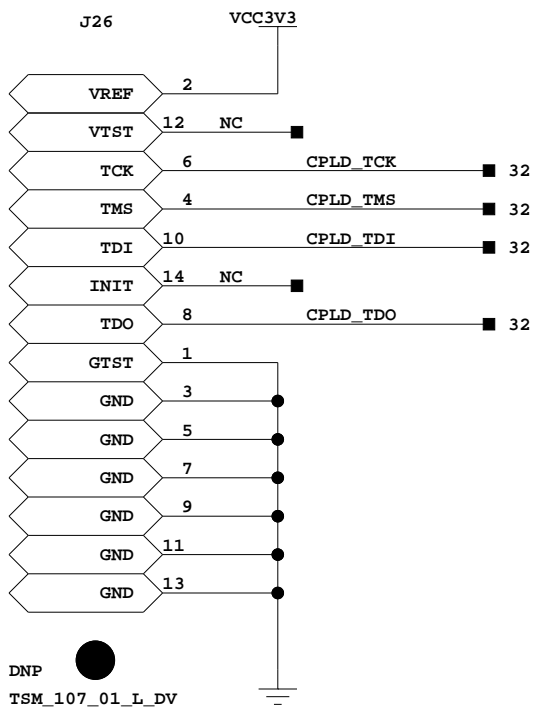 J26 VCC3V3
VREF 2
VTST 12 NC
TCK 6 CPLD_TCK 32
TMS 4 CPLD_TMS 32
TDI 10 CPLD_TDI 32
INIT 14 NC
TDO 8 CPLD_TDO 32
GTST 1
GND 3
GND 5
GND 7
GND 9
GND 11
GND 13
DNP
TSM_107_01_L_DV